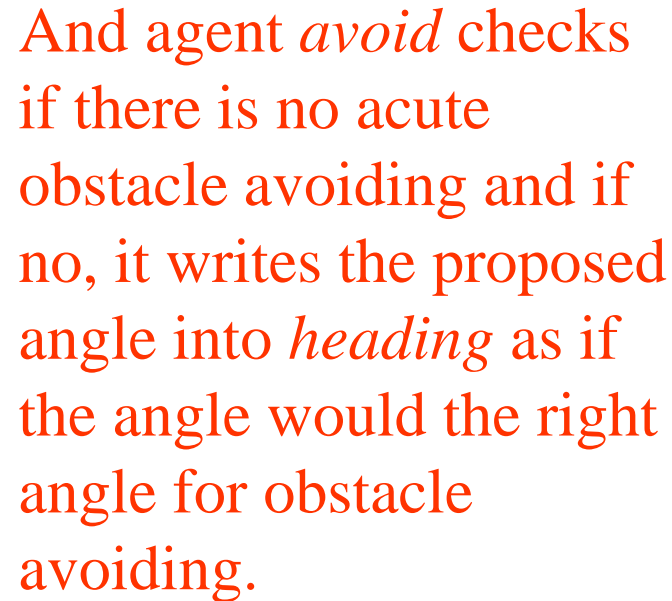 And agent avoid checks
if there is no acute
obstacle avoiding and if
no, it writes the proposed
angle into heading as if
the angle would the right
angle for obstacle
avoiding.